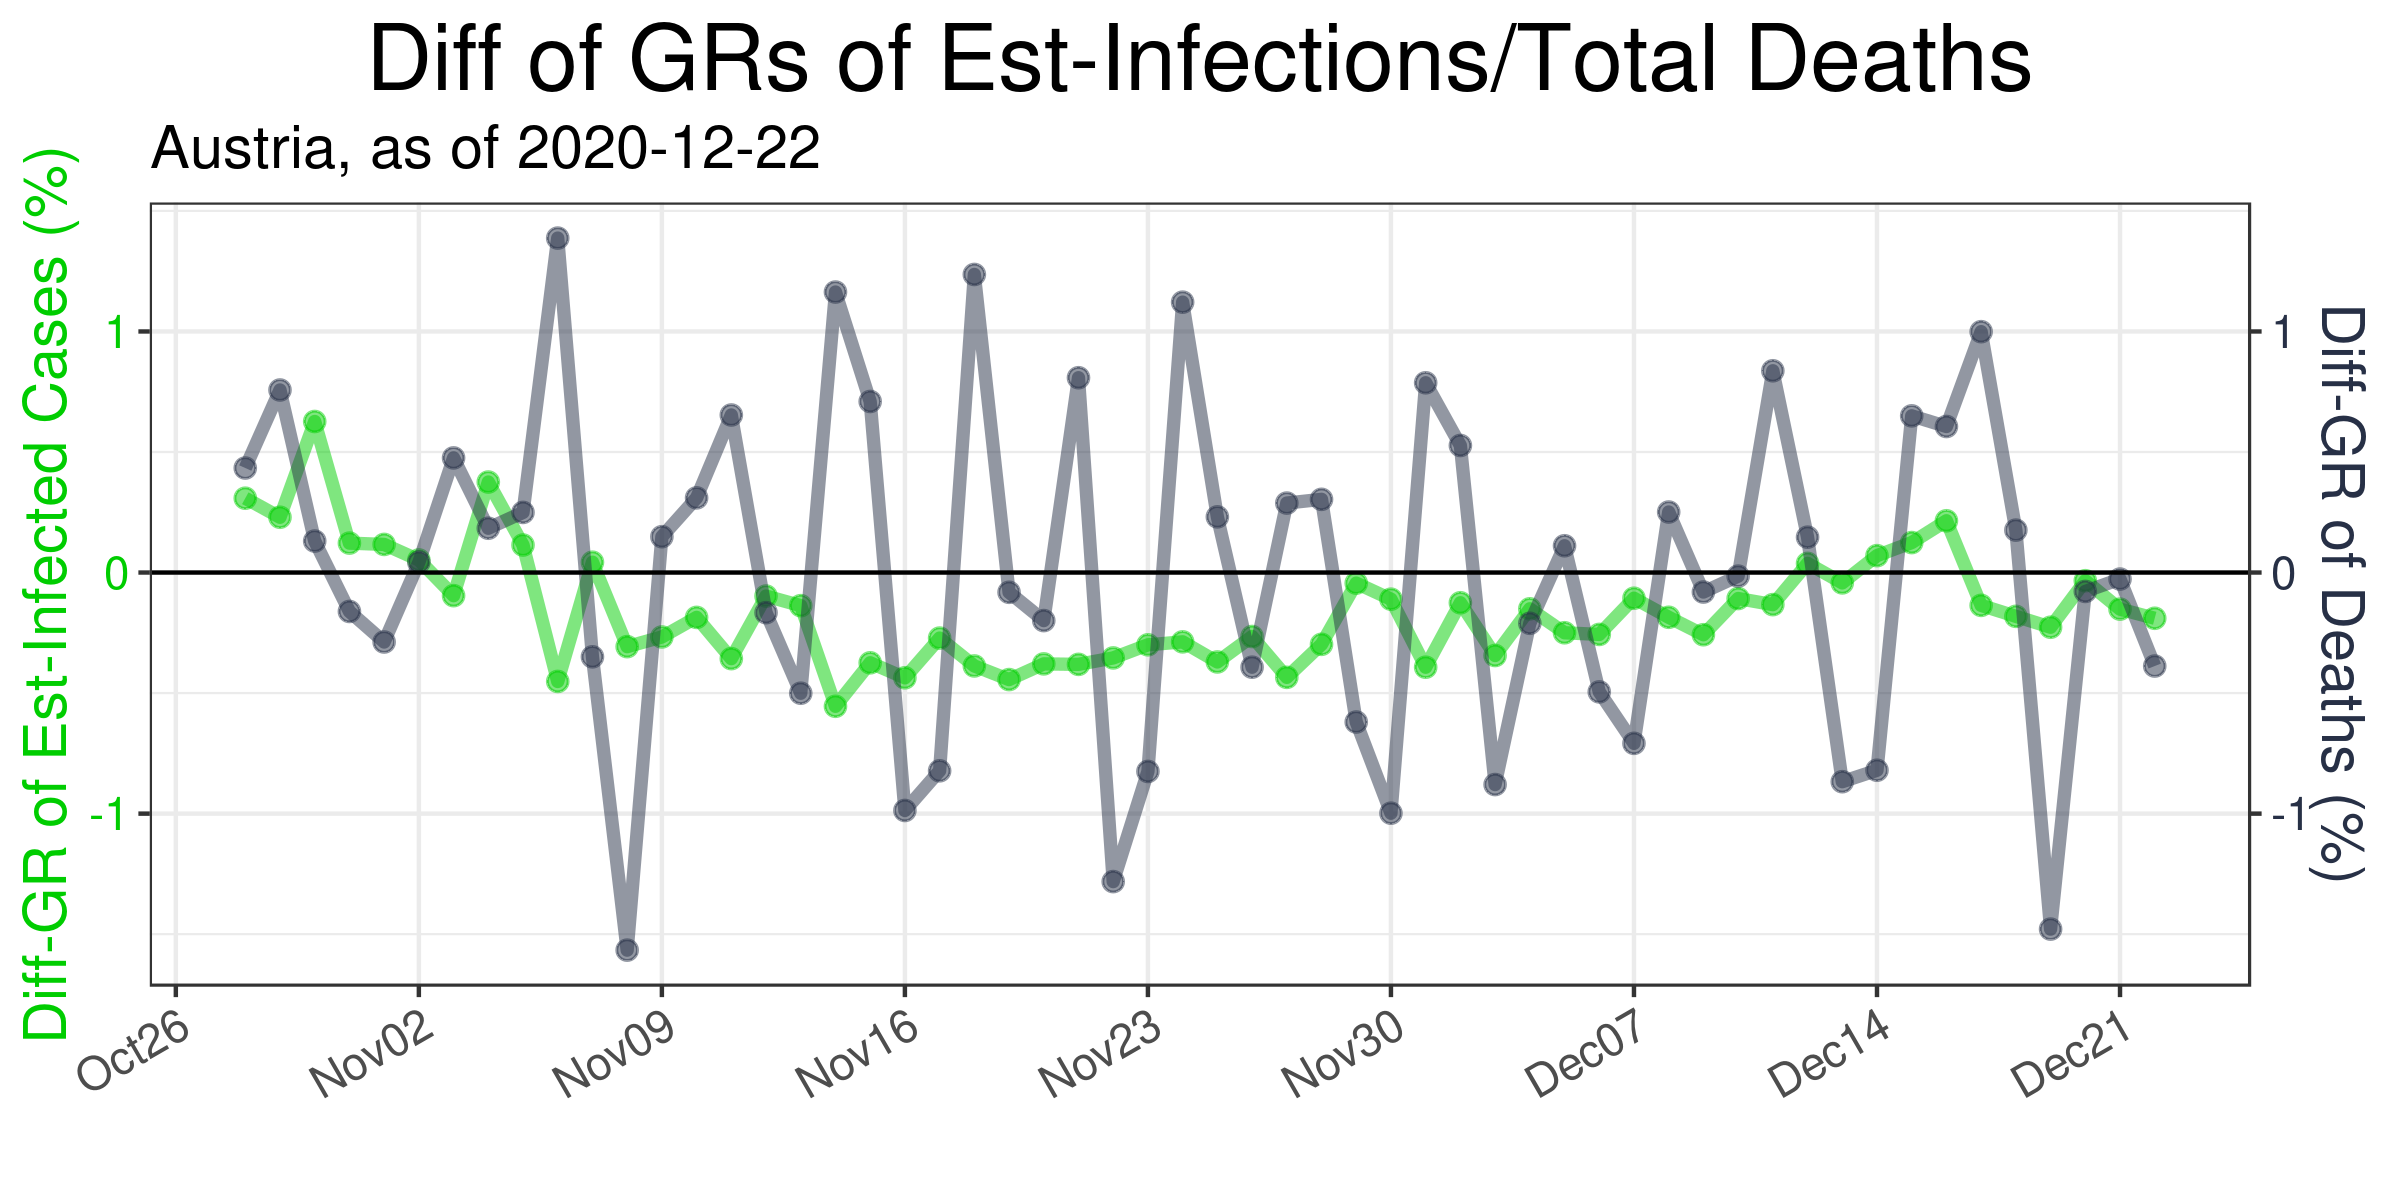 Diff of GRs of Est-Infections/Total Deaths
Austria, as of 2020-12-22
Diff-GR of Est-Infected Cases (%)
1
0
-1
1
0
-1
Diff-GR of Deaths (%)
Oct26
Nov02
Nov09
Nov16
Nov23
Nov30
Dec07
Dec14
Dec21